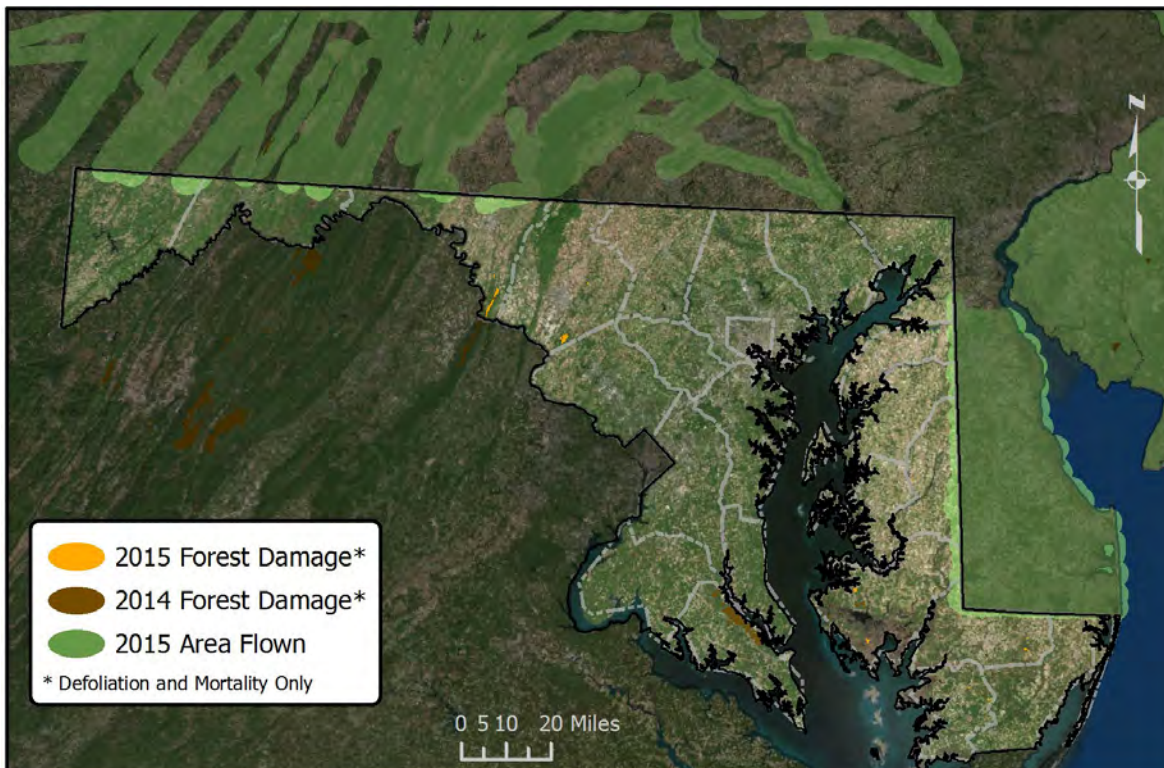 N
2015 Forest Damage*
2014 Forest Damage*
2015 Area Flown
* Defoliation and Mortality Only
0 5 10 20 Miles